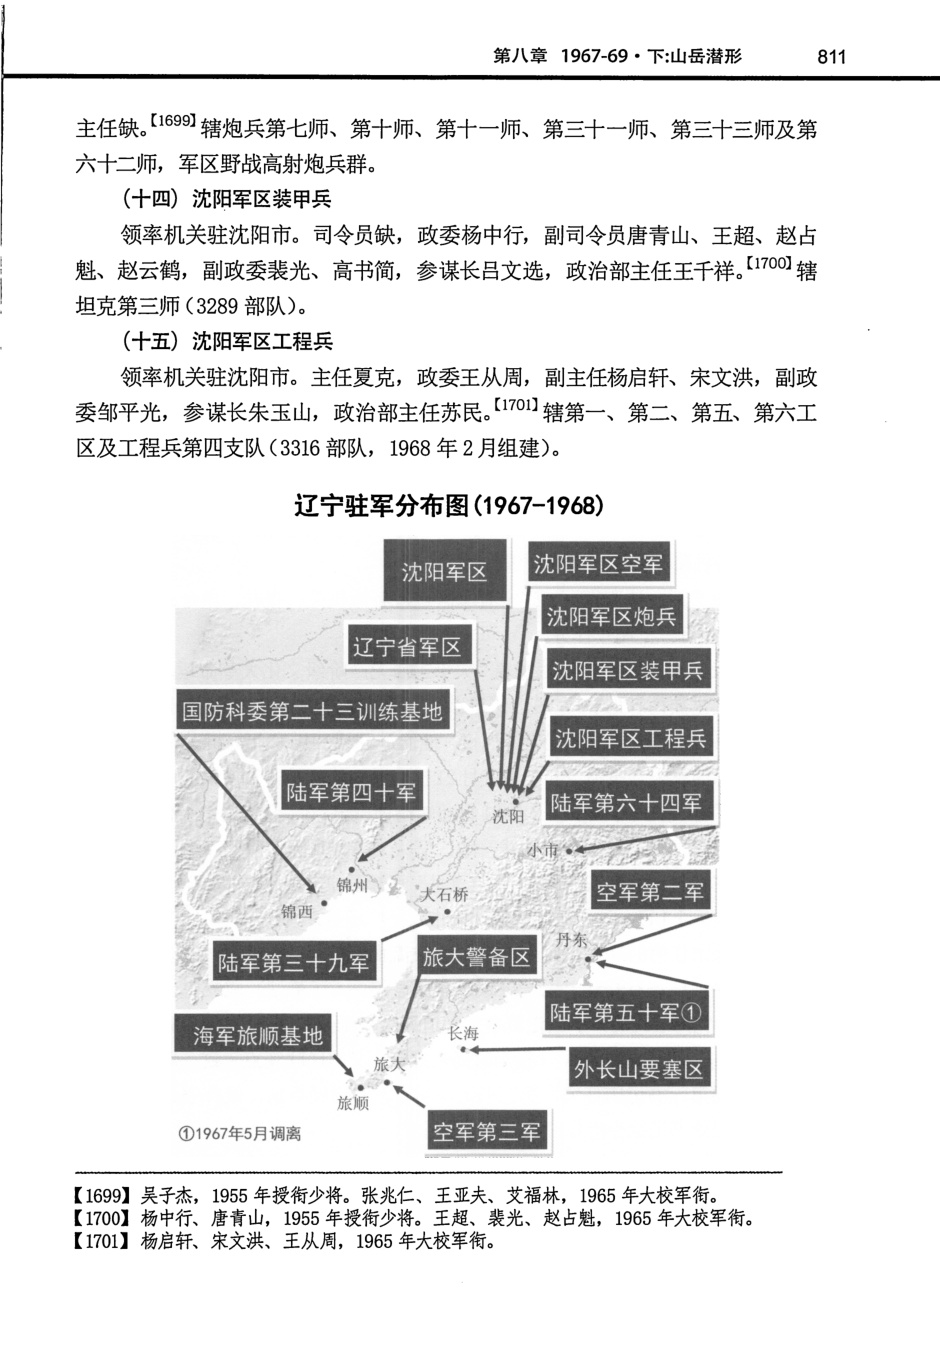 第八章 1967-69·下:山岳潜形 811
主任缺。【1699】辖炮兵第七师、第十师、第十一师、第三十一师、第三十三师及第
六十二师，军区野战高射炮兵群。
(十四) 沈阳军区装甲兵
领率机关驻沈阳市。司令员缺，政委杨中行，副司令员唐青山、王超、赵占
魁、赵云鹤，副政委裴光、高书简，参谋长吕文选，政治部主任王千祥。【1700】辖
坦克第三师(3289 部队)。
(十五) 沈阳军区工程兵
领率机关驻沈阳市。主任夏克，政委王从周，副主任杨启轩、宋文洪，副政
委邹平光，参谋长朱玉山，政治部主任苏民。【1701】辖第一、第二、第五、第六工
区及工程兵第四支队(3316 部队，1968 年 2 月组建)。
辽宁驻军分布图(1967-1968)
沈阳军区
沈阳军区空军
沈阳军区炮兵
辽宁省军区
沈阳军区装甲兵
国防科委第二十三训练基地
沈阳军区工程兵
陆军第四十军
陆军第六十四军
沈阳
小市
锦州
空军第二军
大石桥
锦西
丹东
陆军第三十九军
旅大警备区
陆军第五十军①
海军旅顺基地
长海
旅大
外长山要塞区
旅顺
①1967年5月调离
空军第三军
【1699】吴子杰，1955 年授衔少将。张兆仁、王亚夫、艾福林，1965 年大校军衔。
【1700】杨中行、唐青山，1955 年授衔少将。王超、裴光、赵占魁，1965 年大校军衔。
【1701】杨启轩、宋文洪、王从周，1965 年大校军衔。